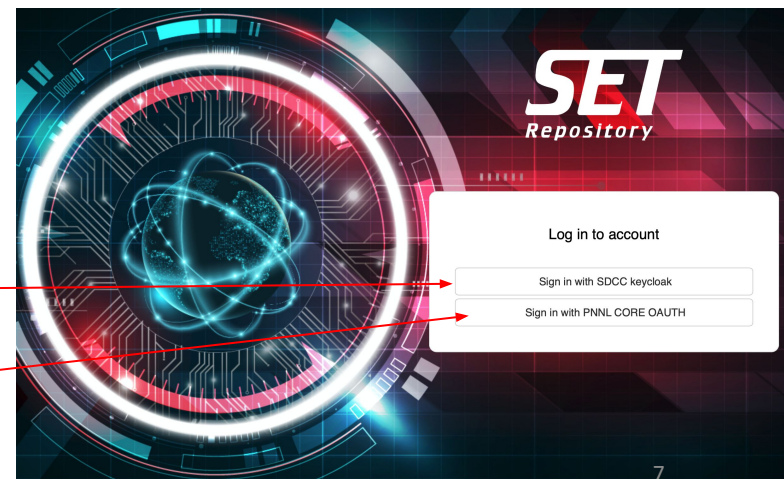 SET
Repository
Log in to account
Sign in with SDCC keycloak
Sign in with PNNL CORE OAUTH
7